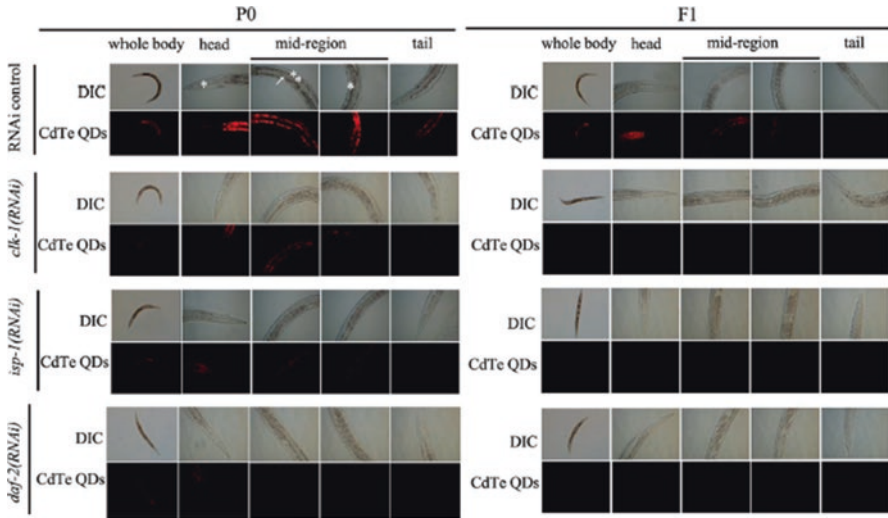 P0 F1
whole body head mid-region tail whole body head mid-region tail
RNAi control
DIC DIC
CdTe QDs CdTe QDs
clk-1(RNAi)
DIC DIC
CdTe QDs CdTe QDs
isp-1(RNAi)
DIC DIC
CdTe QDs CdTe QDs
daf-2(RNAi)
DIC DIC
CdTe QDs CdTe QDs